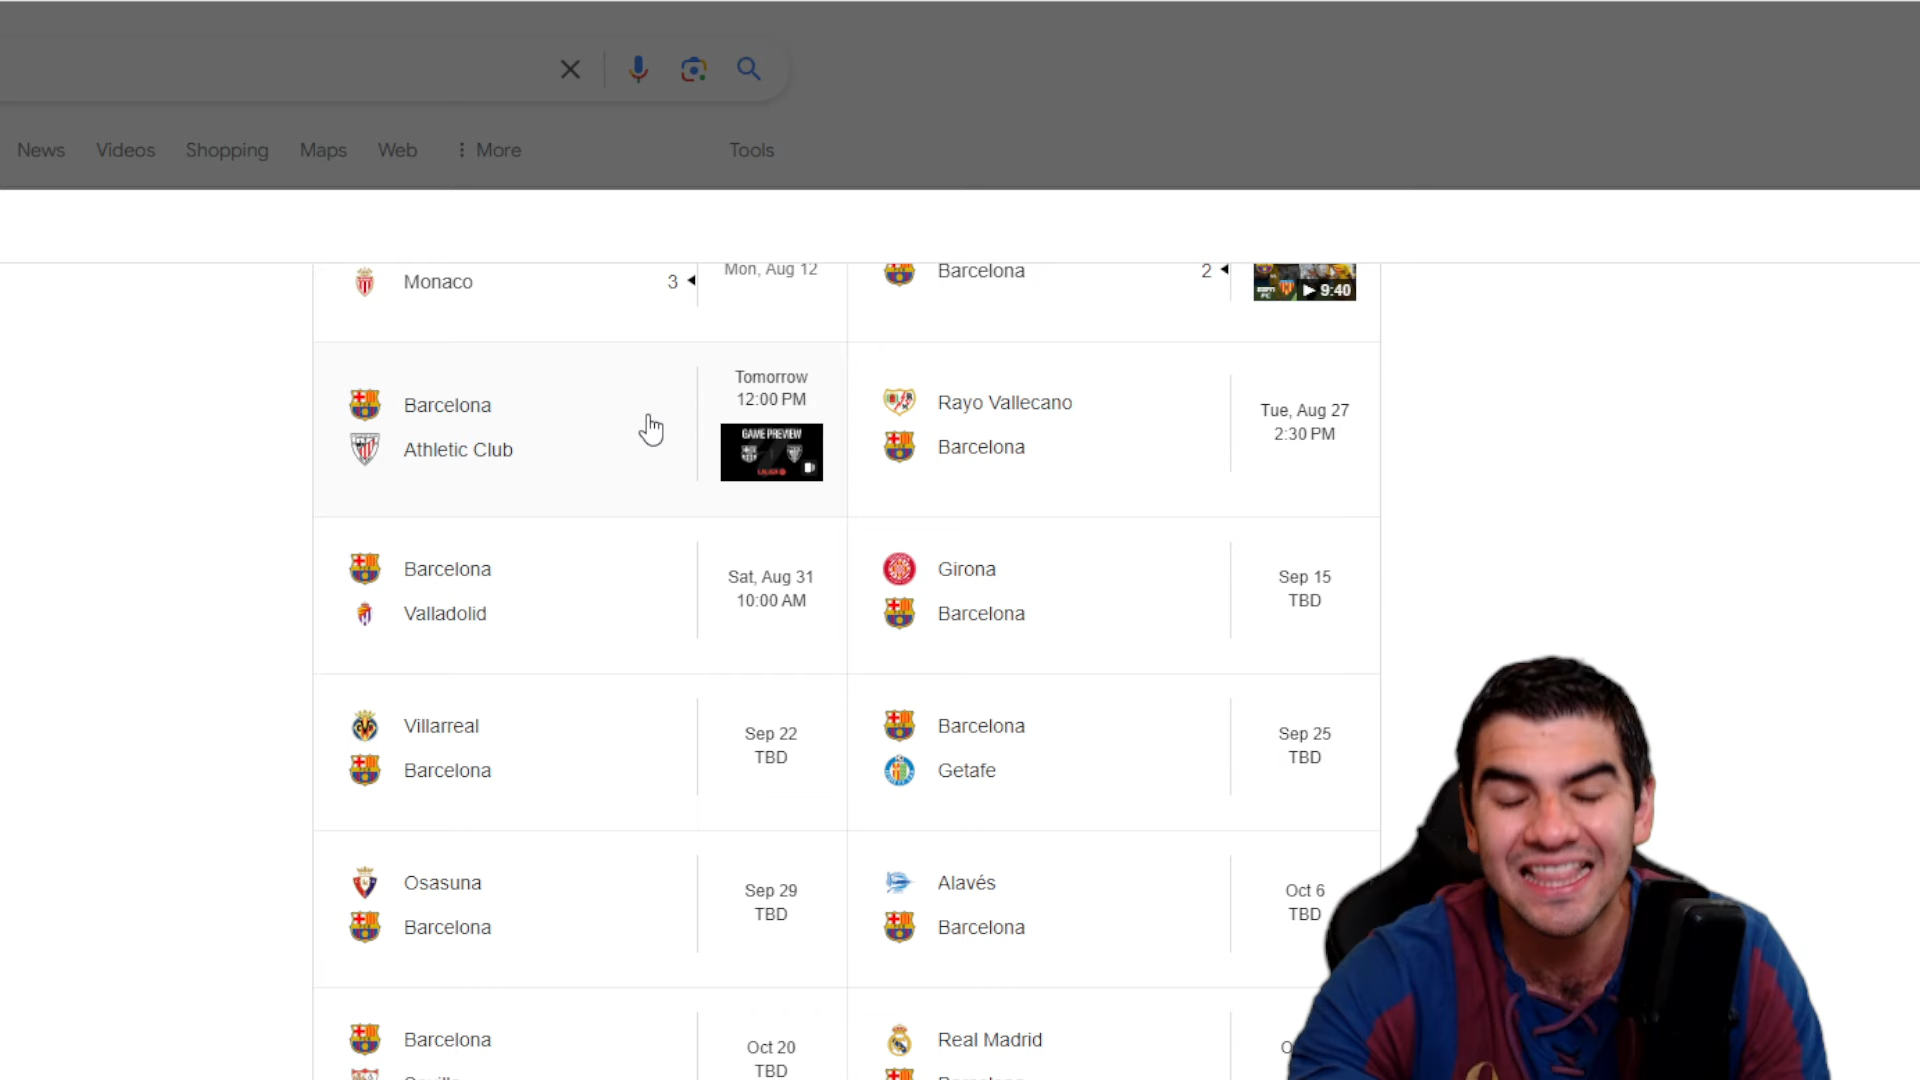 News Videos Shopping Maps Web More Tools
Monaco 3
Mon, Aug 12
Barcelona 2
9:40
Barcelona
Athletic Club
Tomorrow
12:00 PM
GAME PREVIEW
LALIGA
Rayo Vallecano
Barcelona
Tue, Aug 27
2:30 PM
Barcelona
Valladolid
Sat, Aug 31
10:00 AM
Girona
Barcelona
Sep 15
TBD
Villarreal
Barcelona
Sep 22
TBD
Barcelona
Getafe
Sep 25
TBD
Osasuna
Barcelona
Sep 29
TBD
Alavés
Barcelona
Oct 6
TBD
Barcelona
Oct 20
TBD
Real Madrid